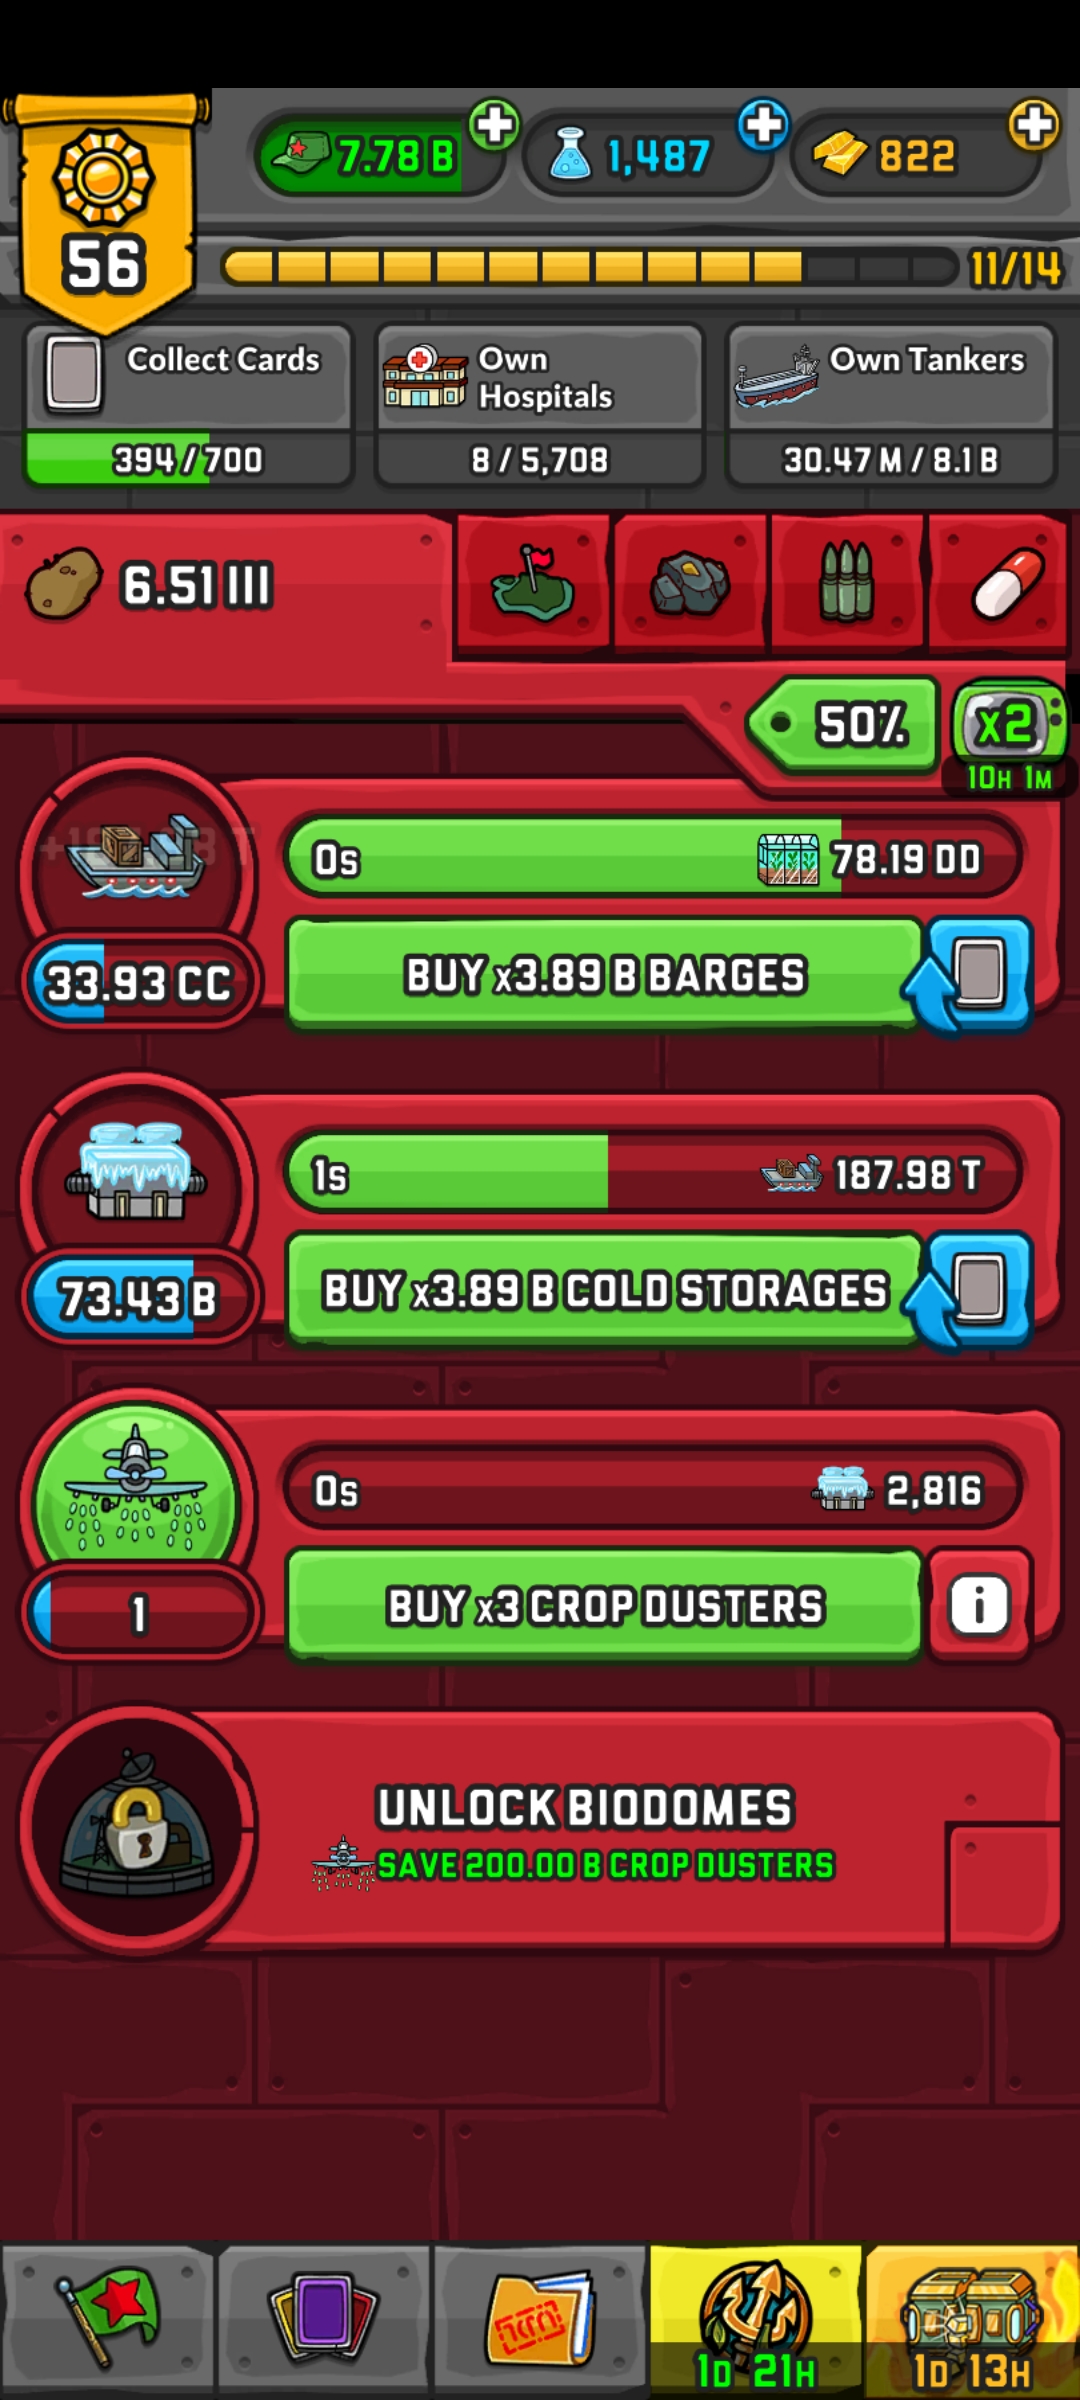 7.78 B
1,487
822
56
11/14
Collect Cards
394 / 700
Own
Hospitals
8 / 5,708
Own Tankers
30.47 M / 8.1 B
6.51 III
50%
x2
10H 1M
0s
78.19 DD
33.93 CC
BUY x3.89 B BARGES
1s
187.98 T
73.43 B
BUY x3.89 B COLD STORAGES
0s
2,816
1
BUY x3 CROP DUSTERS
i
UNLOCK BIODOMES
SAVE 200.00 B CROP DUSTERS
1D 21H
1D 13H